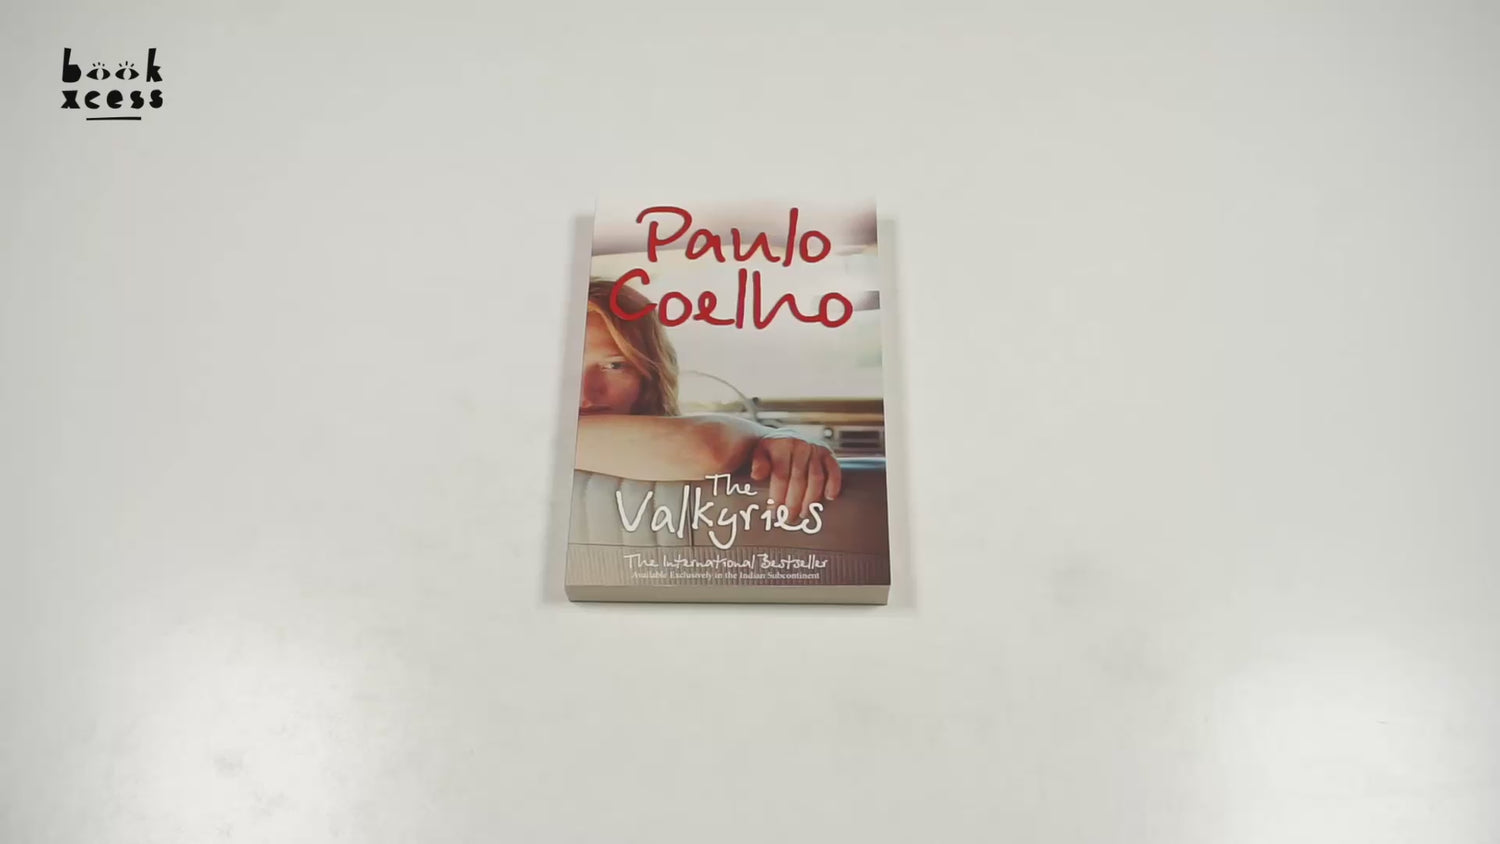 book
xcess
Paulo
Coelho
The
Valkyries
The International Bestseller
Available Exclusively in the Indian Subcontinent